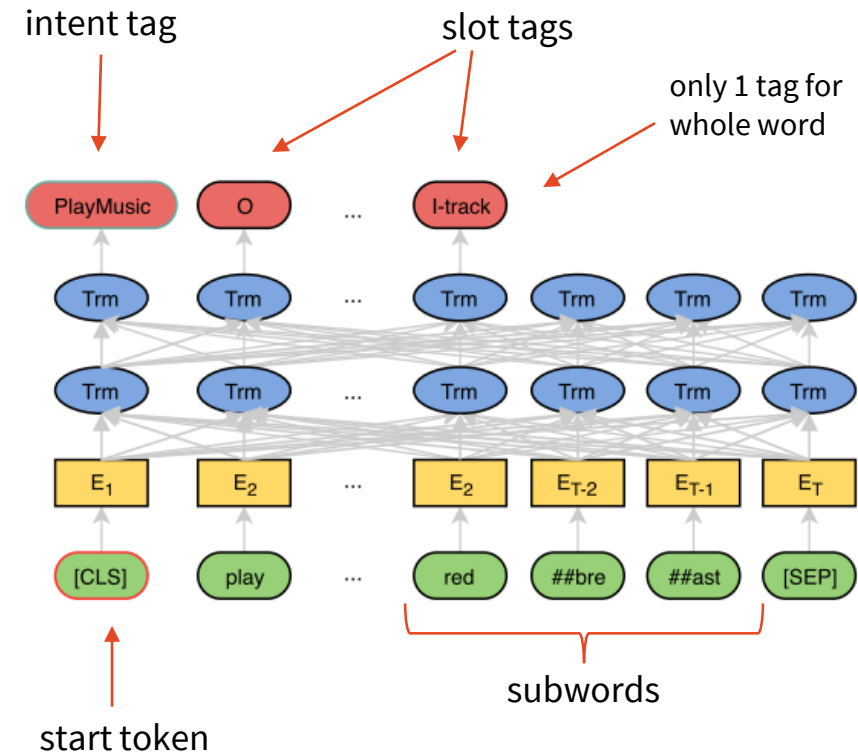 intent tag
slot tags
only 1 tag for
whole word
PlayMusic O ... I-track
Trm Trm ... Trm Trm Trm Trm
Trm Trm ... Trm Trm Trm Trm
E1 E2 ... E2 ET-2 ET-1 ET
[CLS] play ... red ##bre ##ast [SEP]
subwords
start token